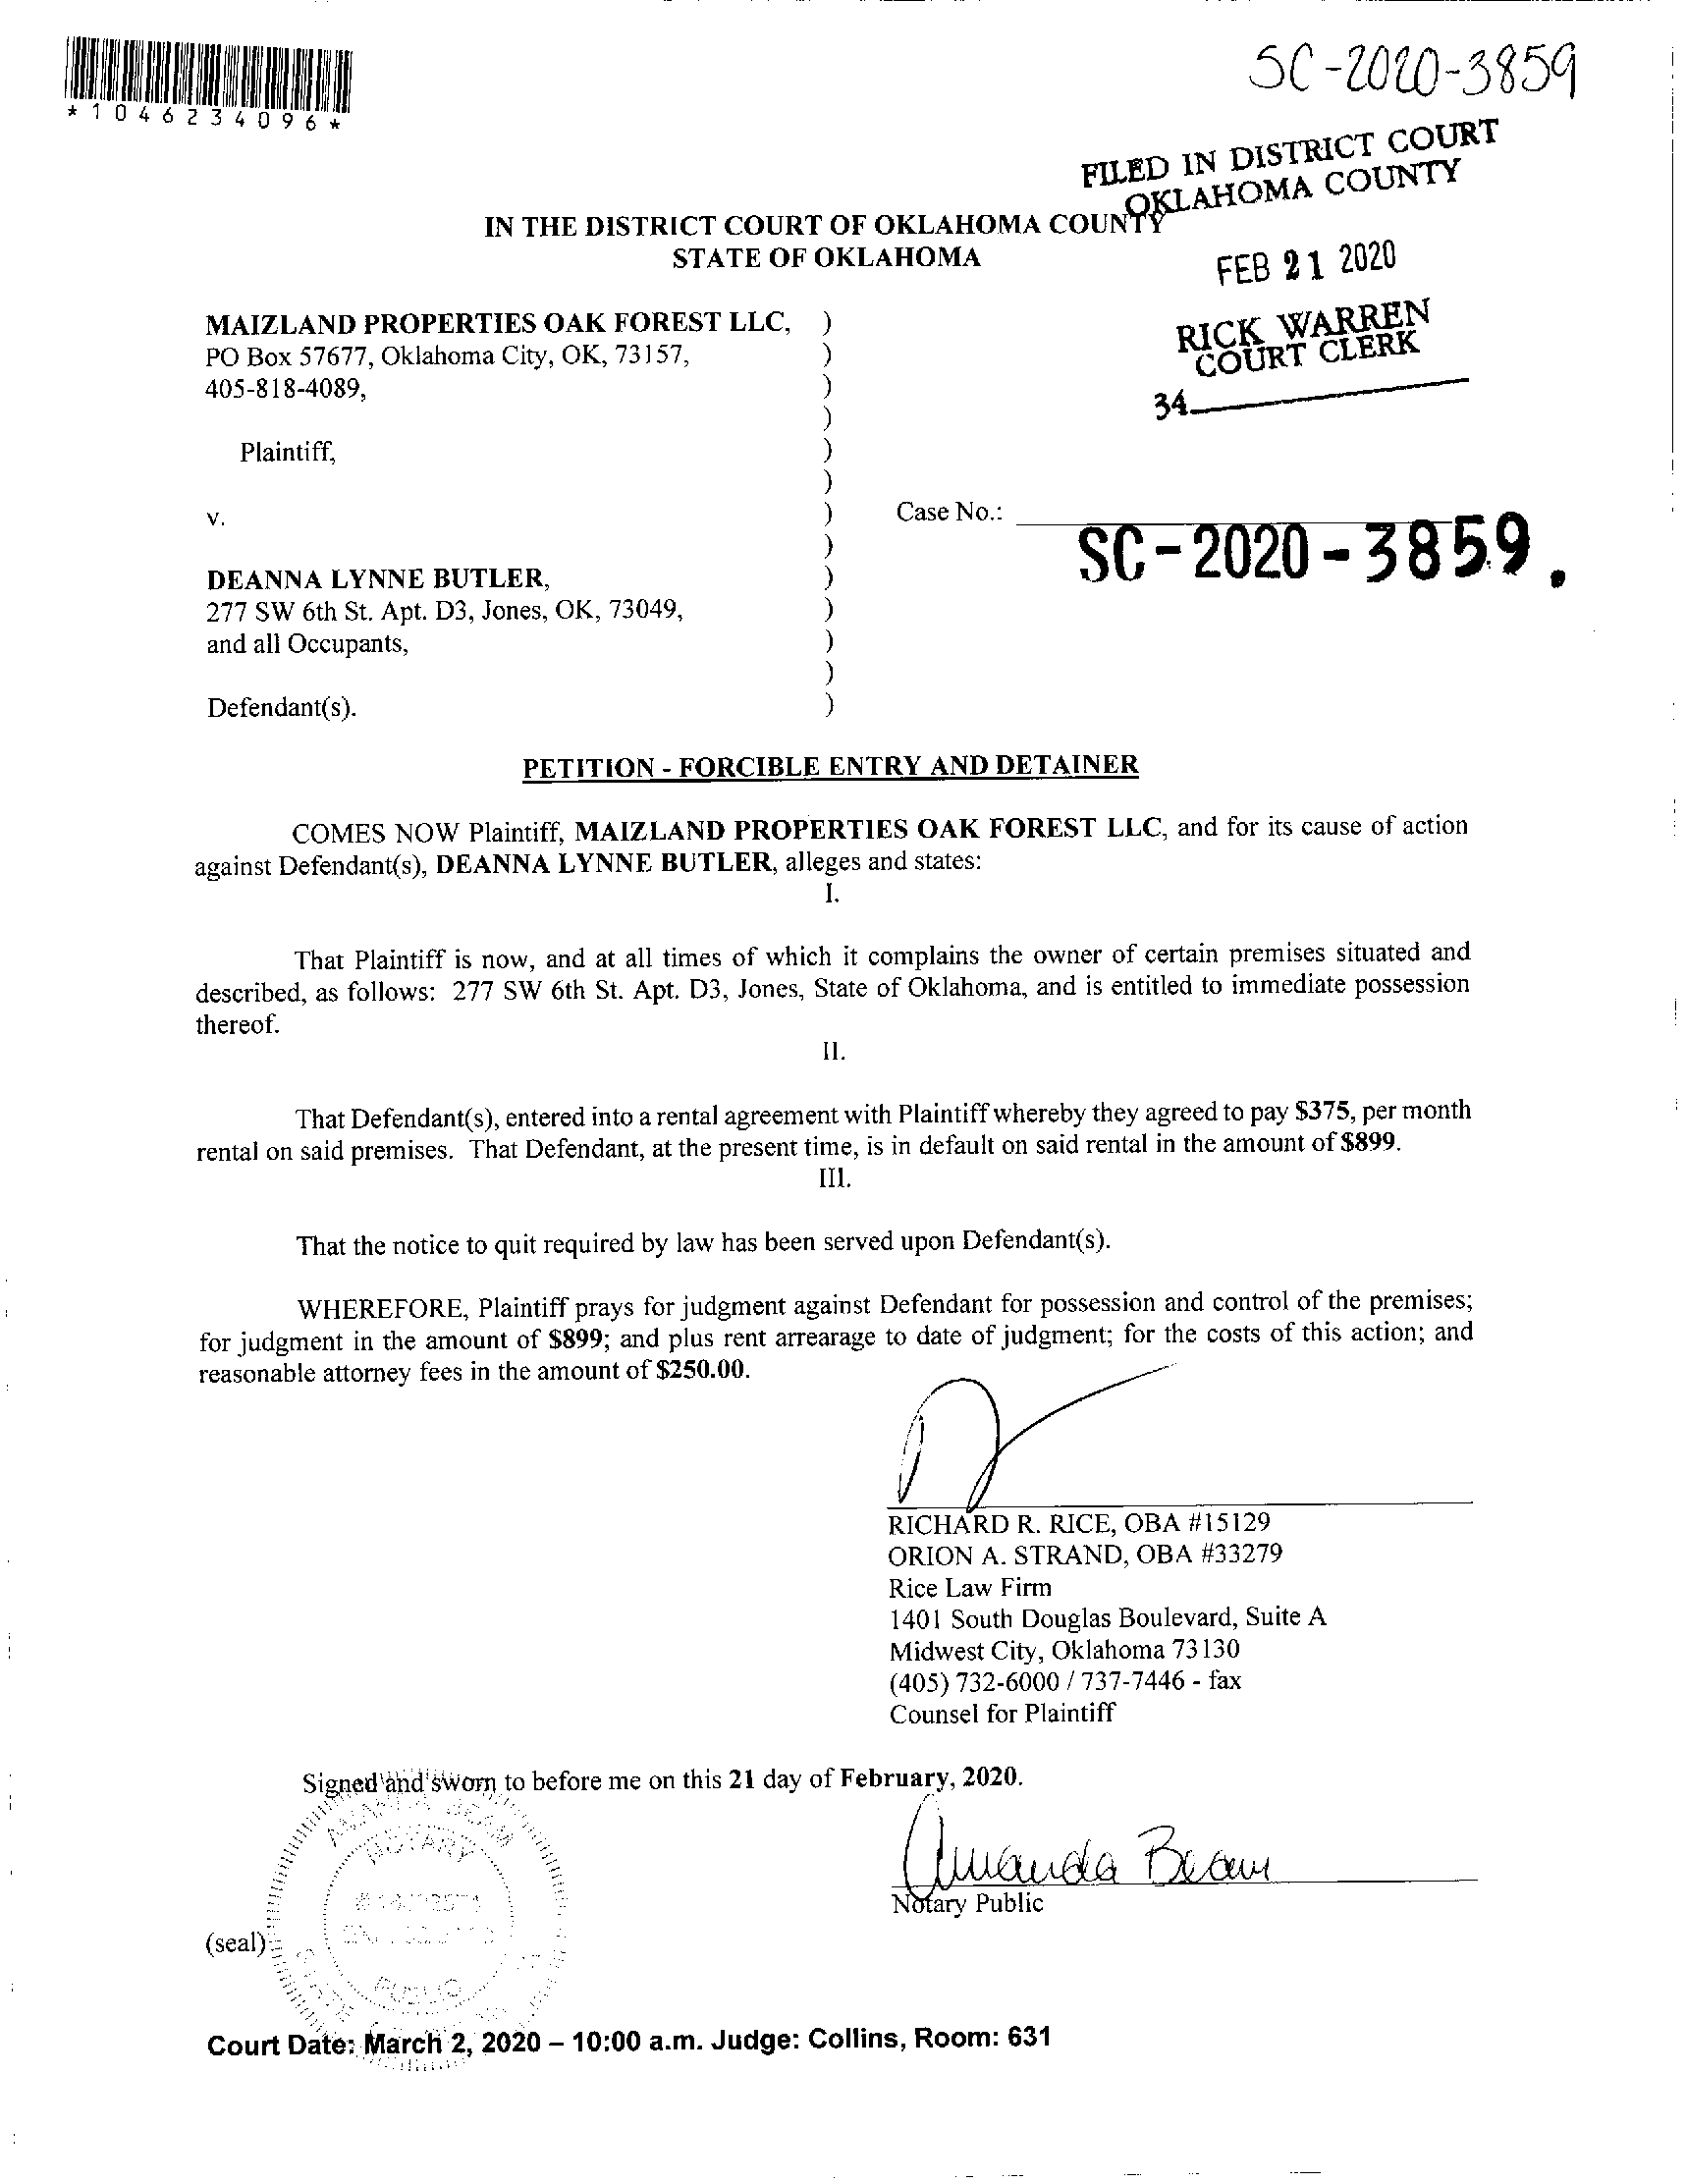 SC-2020-3859
*1046234096*
FILED IN DISTRICT COURT
OKLAHOMA COUNTY
IN THE DISTRICT COURT OF OKLAHOMA COUNTY
STATE OF OKLAHOMA
FEB 21 2020
RICK WARREN
COURT CLERK
34
MAIZLAND PROPERTIES OAK FOREST LLC, )
PO Box 57677, Oklahoma City, OK, 73157, )
405-818-4089, )
)
Plaintiff, )
)
v. ) Case No.: SC-2020-3859.
)
DEANNA LYNNE BUTLER, )
277 SW 6th St. Apt. D3, Jones, OK, 73049, )
and all Occupants, )
)
Defendant(s). )
PETITION - FORCIBLE ENTRY AND DETAINER
COMES NOW Plaintiff, MAIZLAND PROPERTIES OAK FOREST LLC, and for its cause of action
against Defendant(s), DEANNA LYNNE BUTLER, alleges and states:
I.
That Plaintiff is now, and at all times of which it complains the owner of certain premises situated and
described, as follows: 277 SW 6th St. Apt. D3, Jones, State of Oklahoma, and is entitled to immediate possession
thereof.
II.
That Defendant(s), entered into a rental agreement with Plaintiff whereby they agreed to pay $375, per month
rental on said premises. That Defendant, at the present time, is in default on said rental in the amount of $899.
III.
That the notice to quit required by law has been served upon Defendant(s).
WHEREFORE, Plaintiff prays for judgment against Defendant for possession and control of the premises;
for judgment in the amount of $899; and plus rent arrearage to date of judgment; for the costs of this action; and
reasonable attorney fees in the amount of $250.00.
RICHARD R. RICE, OBA #15129
ORION A. STRAND, OBA #33279
Rice Law Firm
1401 South Douglas Boulevard, Suite A
Midwest City, Oklahoma 73130
(405) 732-6000 / 737-7446 - fax
Counsel for Plaintiff
Signed and sworn to before me on this 21 day of February, 2020.
AMANDA BEAM
NOTARY
PUBLIC
Amanda Beam
Notary Public
(seal)
Court Date: March 2, 2020 – 10:00 a.m. Judge: Collins, Room: 631